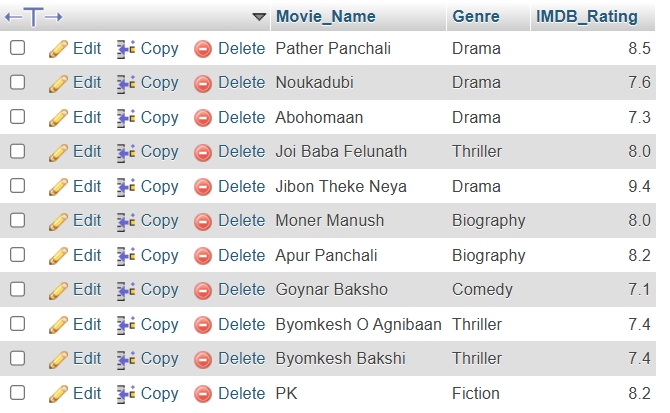 Movie_Name Genre IMDB_Rating
Edit Copy Delete Pather Panchali Drama 8.5
Edit Copy Delete Noukadubi Drama 7.6
Edit Copy Delete Abohomaan Drama 7.3
Edit Copy Delete Joi Baba Felunath Thriller 8.0
Edit Copy Delete Jibon Theke Neya Drama 9.4
Edit Copy Delete Moner Manush Biography 8.0
Edit Copy Delete Apur Panchali Biography 8.2
Edit Copy Delete Goynar Baksho Comedy 7.1
Edit Copy Delete Byomkesh O Agnibaan Thriller 7.4
Edit Copy Delete Byomkesh Bakshi Thriller 7.4
Edit Copy Delete PK Fiction 8.2